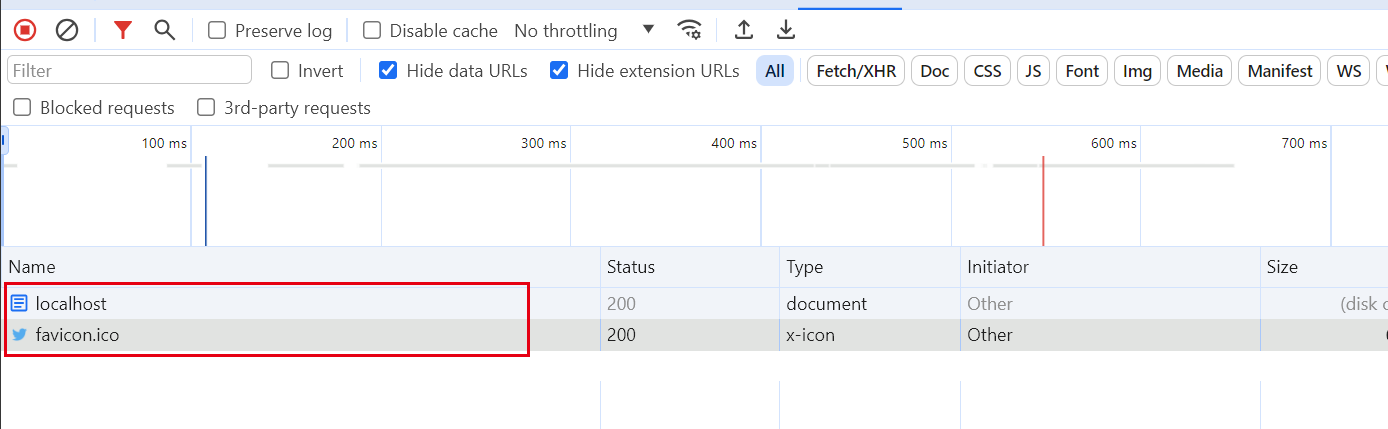 Preserve log Disable cache No throttling
Filter Invert Hide data URLs Hide extension URLs All Fetch/XHR Doc CSS JS Font Img Media Manifest WS
Blocked requests 3rd-party requests
100 ms 200 ms 300 ms 400 ms 500 ms 600 ms 700 ms
Name Status Type Initiator Size
localhost 200 document Other (disk
favicon.ico 200 x-icon Other